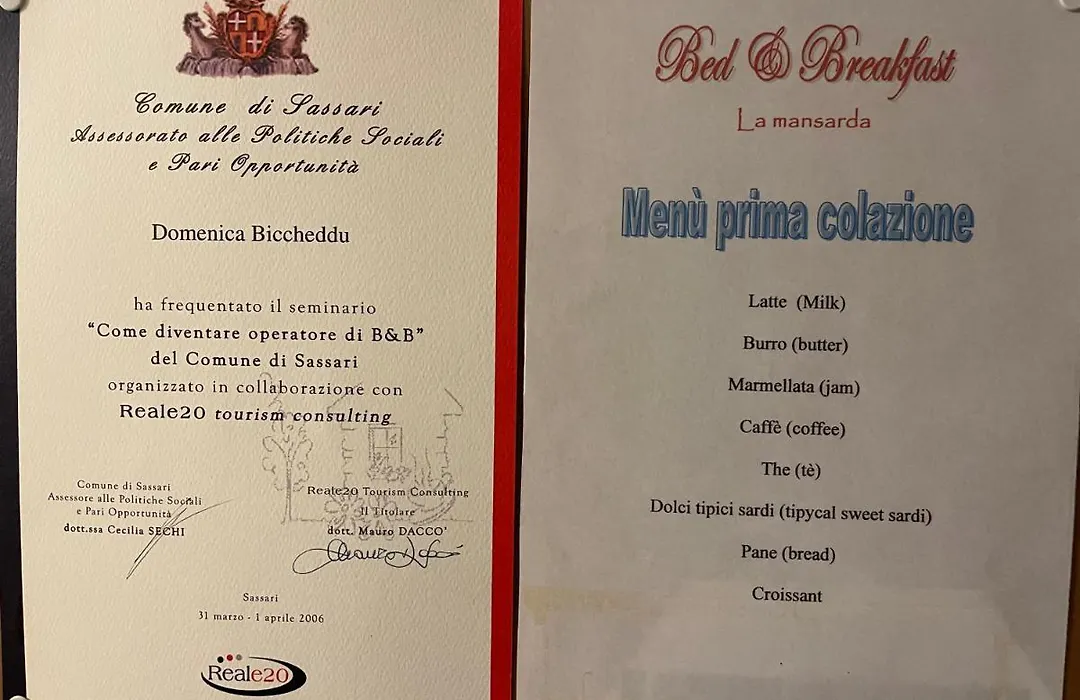 Comune di Sassari
Assessorato alle Politiche Sociali
e Pari Opportunità
Domenica Biccheddu
ha frequentato il seminario
“Come diventare operatore di B&B”
del Comune di Sassari
organizzato in collaborazione con
Reale20 tourism consulting
Comune di Sassari
Assessore alle Politiche Sociali
e Pari Opportunità
dott.ssa Cecilia SECHI
Reale20 Tourism Consulting
Il Titolare
dott. Mauro DACCO'
Sassari
31 marzo - 1 aprile 2006
Reale20
Bed & Breakfast
La mansarda
Menù prima colazione
Latte (Milk)
Burro (butter)
Marmellata (jam)
Caffè (coffee)
The (tè)
Dolci tipici sardi (tipycal sweet sardi)
Pane (bread)
Croissant